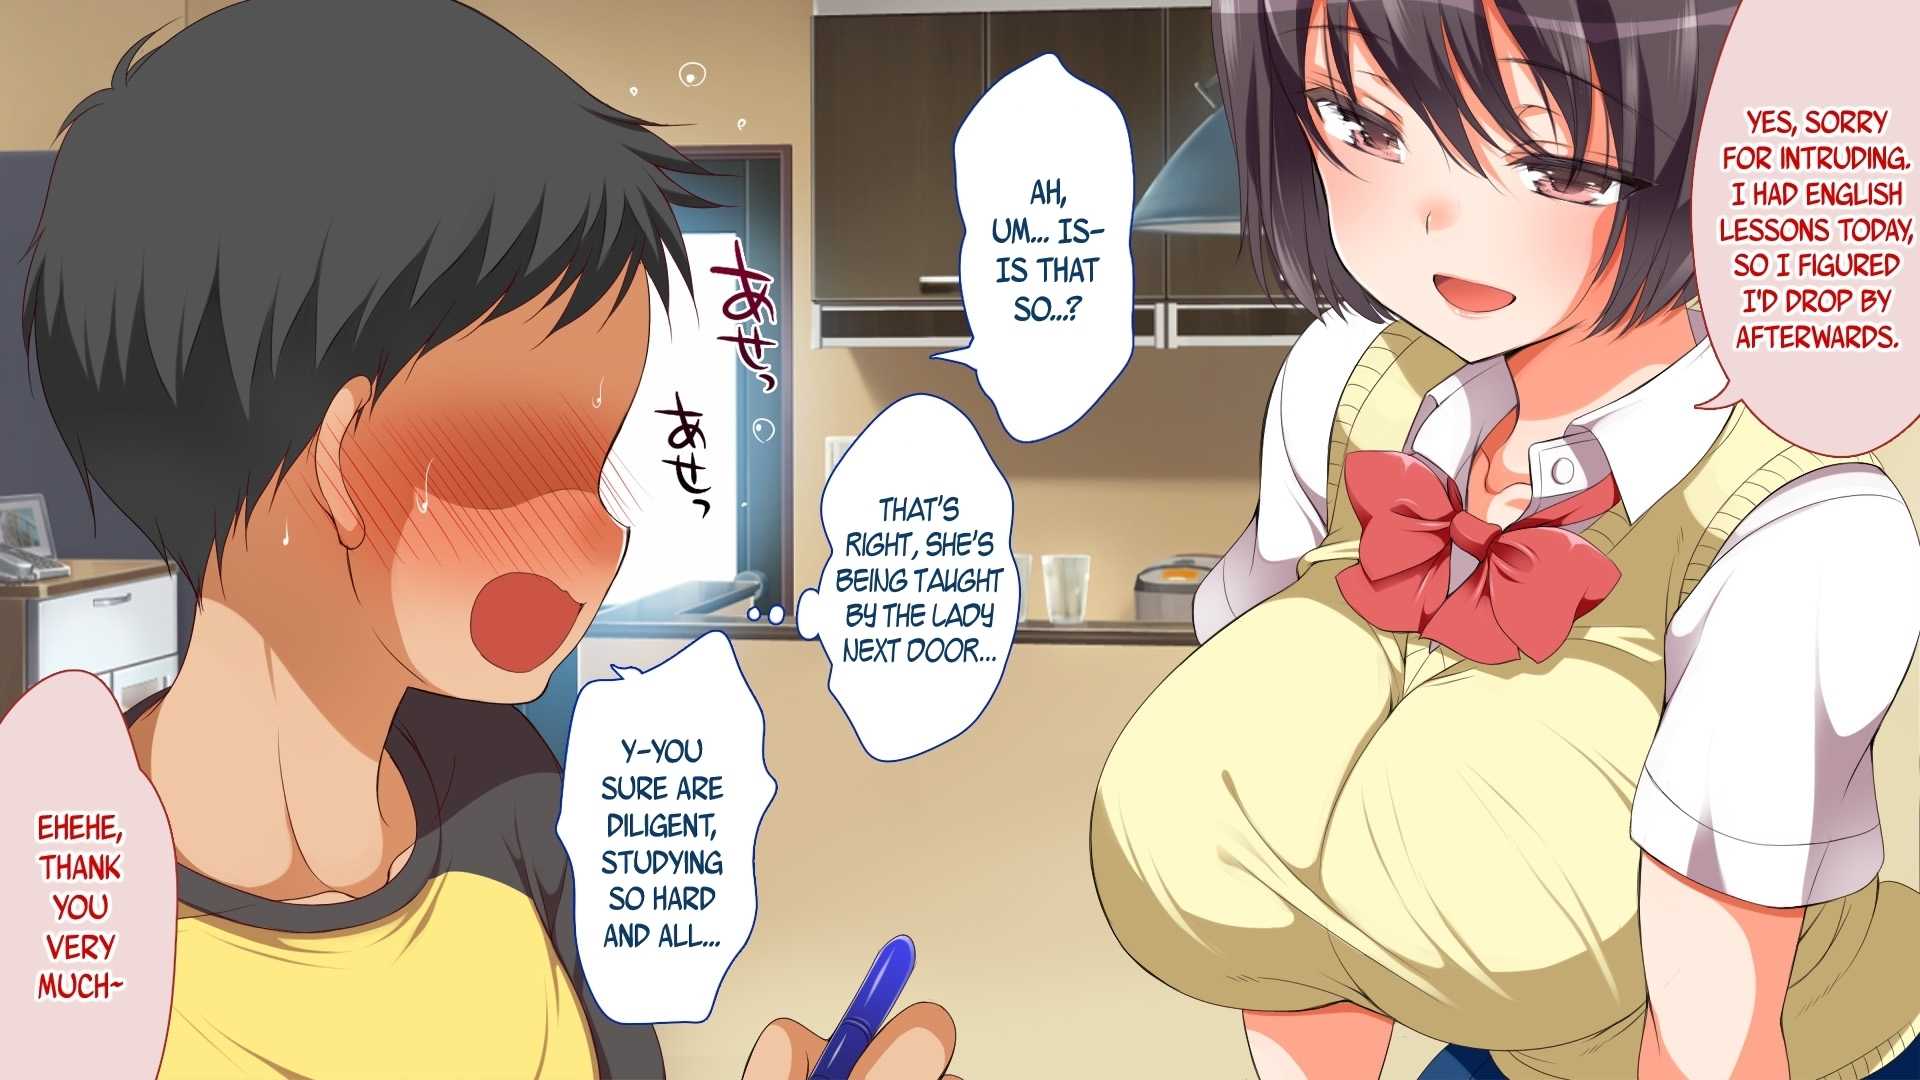 YES, SORRY
FOR INTRUDING.
I HAD ENGLISH
LESSONS TODAY,
SO I FIGURED
I'D DROP BY
AFTERWARDS.
AH,
UM... IS-
IS THAT
SO...?
あせっ
あせっ
THAT'S
RIGHT, SHE'S
BEING TAUGHT
BY THE LADY
NEXT DOOR...
Y-YOU
SURE ARE
DILIGENT,
STUDYING
SO HARD
AND ALL...
EHEHE,
THANK
YOU
VERY
MUCH~